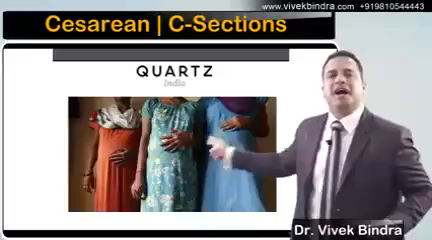 www.vivekbindra.com +919810544443
Cesarean | C-Sections
QUARTZ
India
Dr. Vivek Bindra